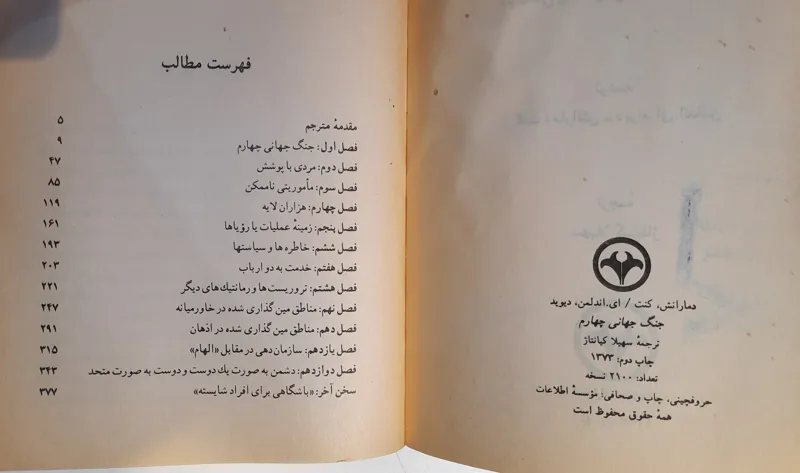 دمارانش، کنت / ای. اندلمن، دیوید
جنگ جهانی چهارم
ترجمهٔ سهیلا کیانتاژ
چاپ دوم: ۱۳۷۳
تعداد: ۲۱۰۰ نسخه
حروفچینی، چاپ و صحافی: مؤسسهٔ اطلاعات
همهٔ حقوق محفوظ است
فهرست مطالب
مقدمهٔ مترجم ۵
فصل اول: جنگ جهانی چهارم ۹
فصل دوم: مردی با پوشش ۴۷
فصل سوم: مأموریتی ناممکن ۸۵
فصل چهارم: هزاران لایه ۱۱۹
فصل پنجم: زمینهٔ عملیات یا رؤیاها ۱۶۱
فصل ششم: خاطره ها و سیاستها ۱۹۳
فصل هفتم: خدمت به دو ارباب ۲۰۳
فصل هشتم: تروریست‌ها و رمانتیك‌های دیگر ۲۲۱
فصل نهم: مناطق مین گذاری شده در خاورمیانه ۲۴۷
فصل دهم: مناطق مین گذاری شده در اذهان ۲۹۱
فصل یازدهم: سازمان‌دهی در مقابل «الهام» ۳۱۵
فصل دوازدهم: دشمن به صورت یك دوست و دوست به صورت متحد ۳۴۳
سخن آخر: «باشگاهی برای افراد شایسته» ۳۷۷